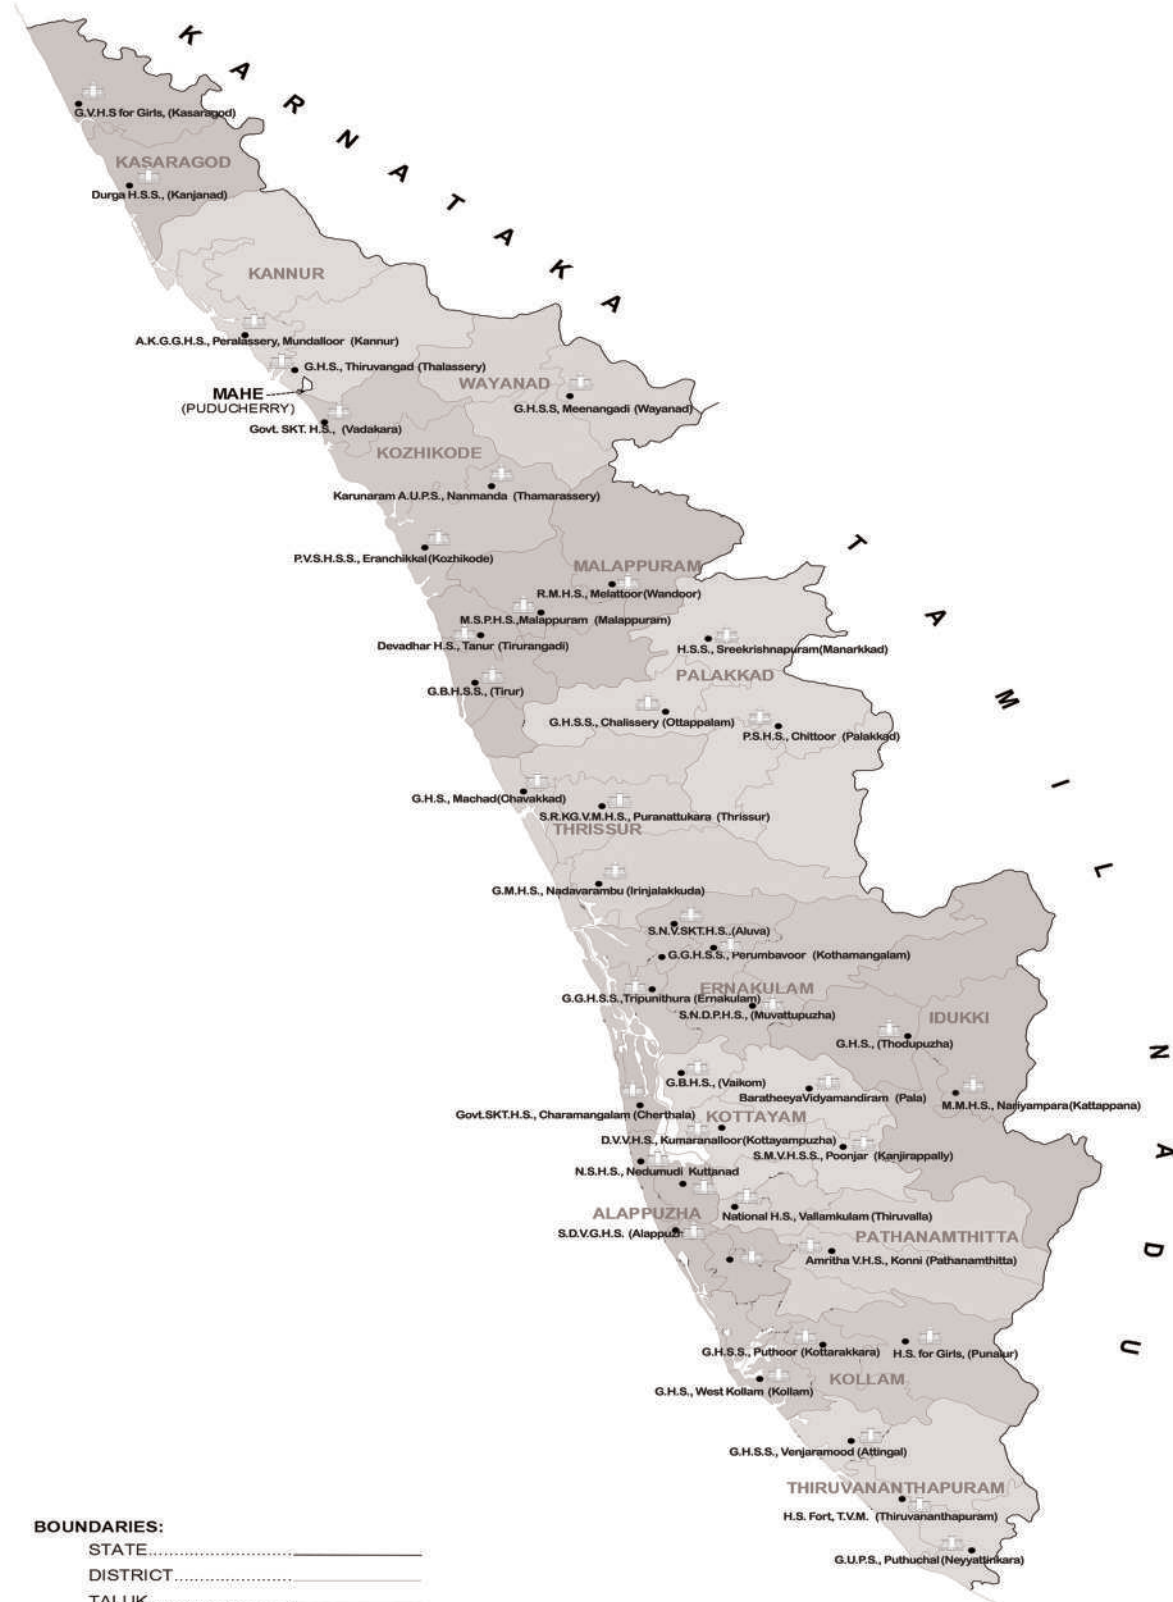 KARNATAKA
G.V.H.S for Girls, (Kasaragod)
KASARAGOD
Durga H.S.S., (Kanjanad)
KANNUR
A.K.G.G.H.S., Peralassery, Mundalloor (Kannur)
G.H.S., Thiruvangad (Thalassery)
WAYANAD
MAHE
(PUDUCHERRY)
G.H.S.S, Meenangadi (Wayanad)
Govt. SKT. H.S., (Vadakara)
KOZHIKODE
Karunaram A.U.P.S., Nanmanda (Thamarassery)
TAMIL NADU
P.V.S.H.S.S., Eranchikkal(Kozhikode)
MALAPPURAM
R.M.H.S., Melattoor(Wandoor)
M.S.P.H.S.,Malappuram (Malappuram)
Devadhar H.S., Tanur (Tirurangadi)
H.S.S., Sreekrishnapuram(Manarkkad)
PALAKKAD
G.B.H.S.S., (Tirur)
G.H.S.S., Chalissery (Ottappalam)
P.S.H.S., Chittoor (Palakkad)
G.H.S., Machad(Chavakkad)
S.R.KG.V.M.H.S., Puranattukara (Thrissur)
THRISSUR
G.M.H.S., Nadavarambu (Irinjalakkuda)
S.N.V.SKT.H.S..(Aluva)
G.G.H.S.S., Perumbavoor (Kothamangalam)
ERNAKULAM
G.G.H.S.S.,Tripunithura (Ernakulam)
S.N.D.P.H.S., (Muvattupuzha)
IDUKKI
G.H.S., (Thodupuzha)
G.B.H.S., (Vaikom)
BaratheeyaVidyamandiram (Pala)
M.M.H.S., Nariyampara(Kattappana)
Govt.SKT.H.S., Charamangalam (Cherthala)
KOTTAYAM
D.V.V.H.S., Kumaranalloor(Kottayampuzha)
S.M.V.H.S.S., Poonjar (Kanjirappally)
N.S.H.S., Nedumudi Kuttanad
ALAPPUZHA
National H.S., Vallamkulam (Thiruvalla)
S.D.V.G.H.S. (Alappuz
PATHANAMTHITTA
Amritha V.H.S., Konni (Pathanamthitta)
G.H.S.S., Puthoor (Kottarakkara)
H.S. for Girls, (Punalur)
KOLLAM
G.H.S., West Kollam (Kollam)
G.H.S.S., Venjaramood (Attingal)
THIRUVANANTHAPURAM
H.S. Fort, T.V.M. (Thiruvananthapuram)
G.U.P.S., Puthuchal(Neyyattinkara)
BOUNDARIES:
STATE
DISTRICT
TALUK